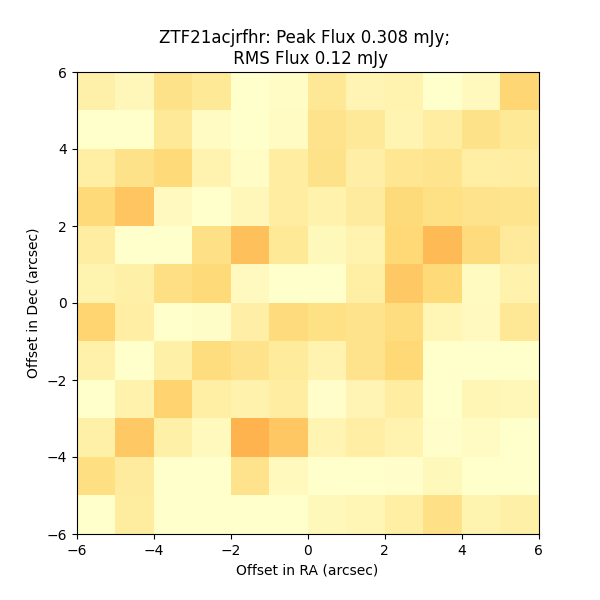 ZTF21acjrfhr: Peak Flux 0.308 mJy;
RMS Flux 0.12 mJy
6
4
2
0
−2
−4
−6
Offset in Dec (arcsec)
−6 −4 −2 0 2 4 6
Offset in RA (arcsec)